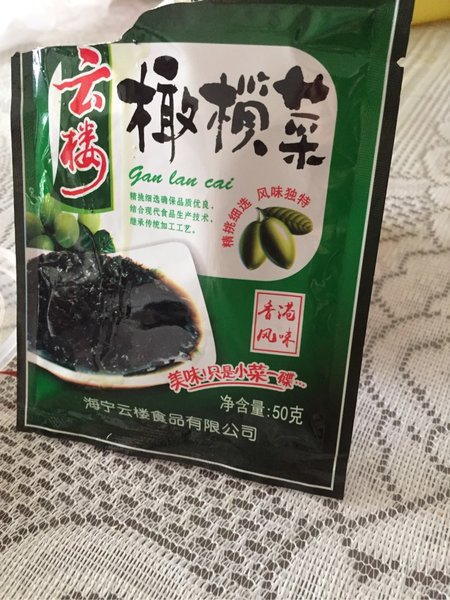 云楼
橄榄菜
Gan lan cai
精挑细选确保品质优良，
结合现代食品生产技术，
继承传统加工工艺。
精挑细选 风味独特
香港
风味
美味!只是小菜一碟...
净含量:50克
海宁云楼食品有限公司